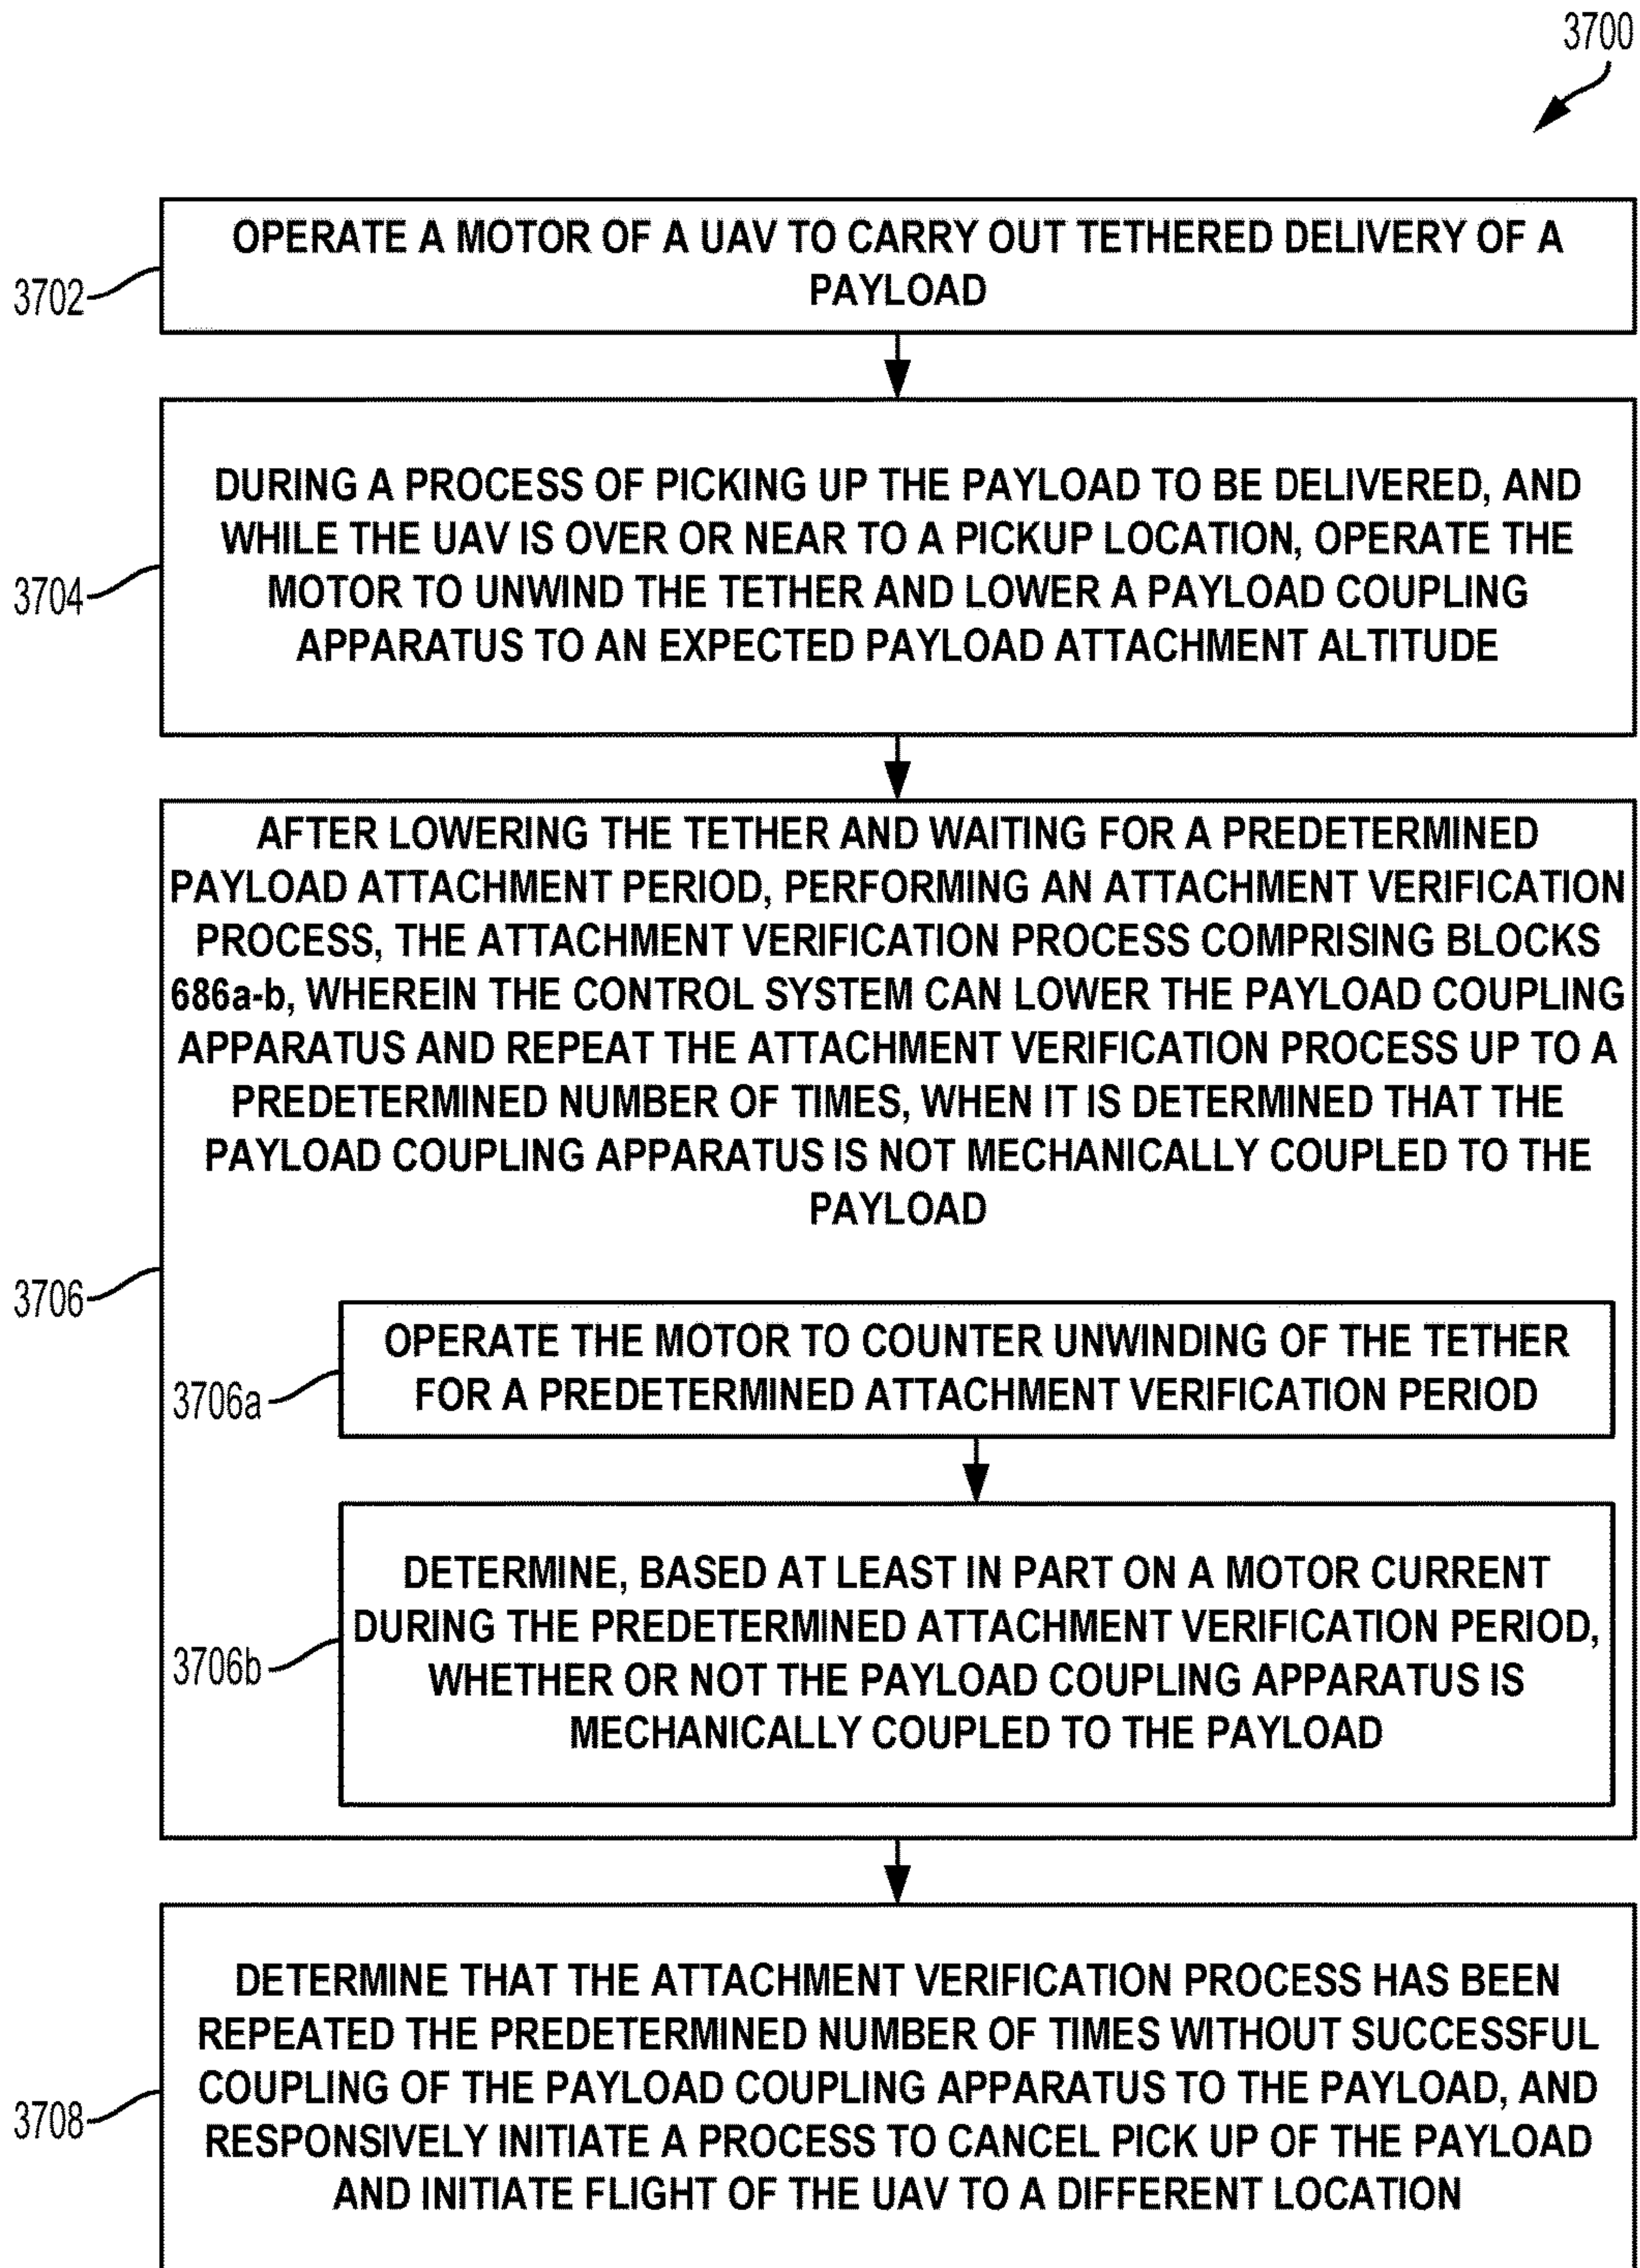 3700
OPERATE A MOTOR OF A UAV TO CARRY OUT TETHERED DELIVERY OF A
PAYLOAD
3702
DURING A PROCESS OF PICKING UP THE PAYLOAD TO BE DELIVERED, AND
WHILE THE UAV IS OVER OR NEAR TO A PICKUP LOCATION, OPERATE THE
MOTOR TO UNWIND THE TETHER AND LOWER A PAYLOAD COUPLING
APPARATUS TO AN EXPECTED PAYLOAD ATTACHMENT ALTITUDE
3704
AFTER LOWERING THE TETHER AND WAITING FOR A PREDETERMINED
PAYLOAD ATTACHMENT PERIOD, PERFORMING AN ATTACHMENT VERIFICATION
PROCESS, THE ATTACHMENT VERIFICATION PROCESS COMPRISING BLOCKS
686a-b, WHEREIN THE CONTROL SYSTEM CAN LOWER THE PAYLOAD COUPLING
APPARATUS AND REPEAT THE ATTACHMENT VERIFICATION PROCESS UP TO A
PREDETERMINED NUMBER OF TIMES, WHEN IT IS DETERMINED THAT THE
PAYLOAD COUPLING APPARATUS IS NOT MECHANICALLY COUPLED TO THE
PAYLOAD
3706
OPERATE THE MOTOR TO COUNTER UNWINDING OF THE TETHER
FOR A PREDETERMINED ATTACHMENT VERIFICATION PERIOD
3706a
DETERMINE, BASED AT LEAST IN PART ON A MOTOR CURRENT
DURING THE PREDETERMINED ATTACHMENT VERIFICATION PERIOD,
WHETHER OR NOT THE PAYLOAD COUPLING APPARATUS IS
MECHANICALLY COUPLED TO THE PAYLOAD
3706b
DETERMINE THAT THE ATTACHMENT VERIFICATION PROCESS HAS BEEN
REPEATED THE PREDETERMINED NUMBER OF TIMES WITHOUT SUCCESSFUL
COUPLING OF THE PAYLOAD COUPLING APPARATUS TO THE PAYLOAD, AND
RESPONSIVELY INITIATE A PROCESS TO CANCEL PICK UP OF THE PAYLOAD
AND INITIATE FLIGHT OF THE UAV TO A DIFFERENT LOCATION
3708